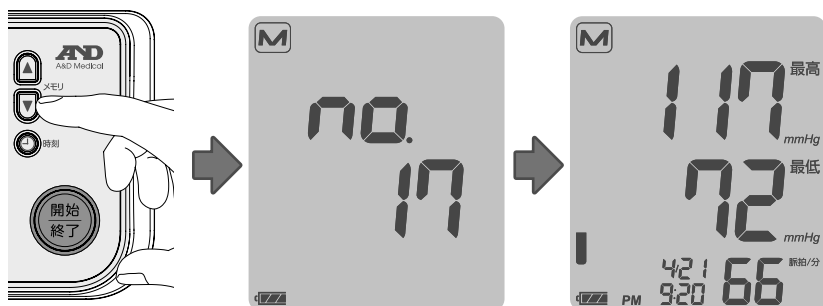 AND
A&D Medical
メモリ
時刻
開始
終了
M
no.
17
M
117
最高
mmHg
72
最低
mmHg
4/21
PM 9:20
66
脈拍/分